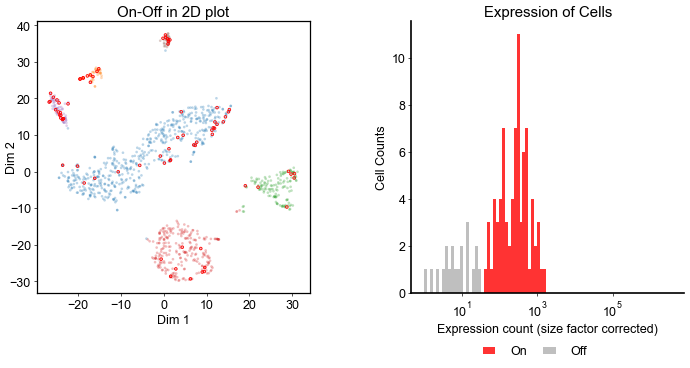 On-Off in 2D plot
40
30
20
10
0
−10
−20
−30
Dim 2
−20 −10 0 10 20 30
Dim 1
Expression of Cells
10
8
6
4
2
0
Cell Counts
10^1 10^3 10^5
Expression count (size factor corrected)
On Off